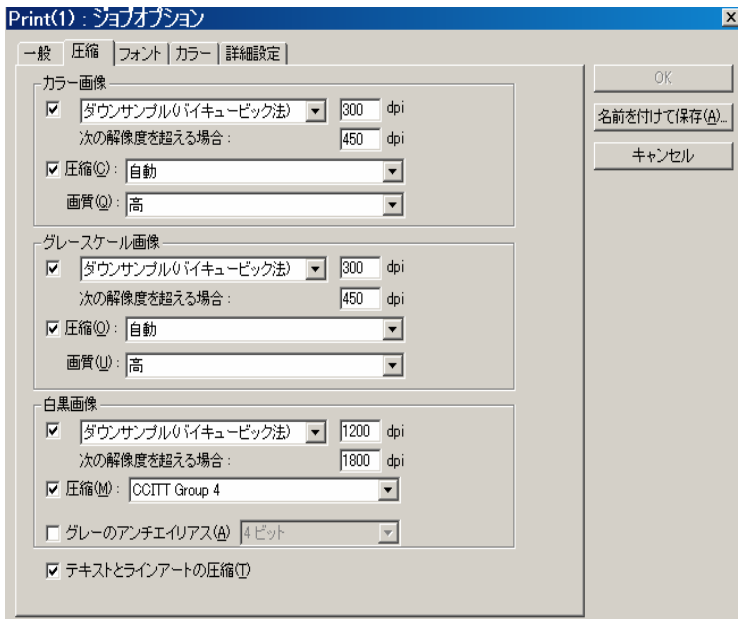 Print(1) : ジョブオプション
一般 圧縮 フォント カラー 詳細設定
カラー画像
ダウンサンプル(バイキュービック法) 300 dpi
次の解像度を超える場合 : 450 dpi
圧縮(C) : 自動
画質(Q) : 高
グレースケール画像
ダウンサンプル(バイキュービック法) 300 dpi
次の解像度を超える場合 : 450 dpi
圧縮(O) : 自動
画質(U) : 高
白黒画像
ダウンサンプル(バイキュービック法) 1200 dpi
次の解像度を超える場合 : 1800 dpi
圧縮(M) : CCITT Group 4
グレーのアンチエイリアス(A) 4 ビット
テキストとラインアートの圧縮(T)
OK
名前を付けて保存(A)...
キャンセル